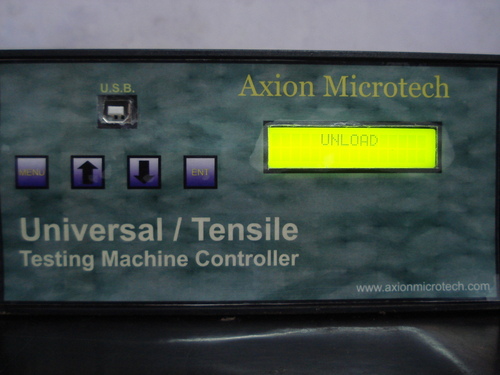 U.S.B.
Axion Microtech
UNLOAD
MENU
ENT
Universal / Tensile
Testing Machine Controller
www.axionmicrotech.com